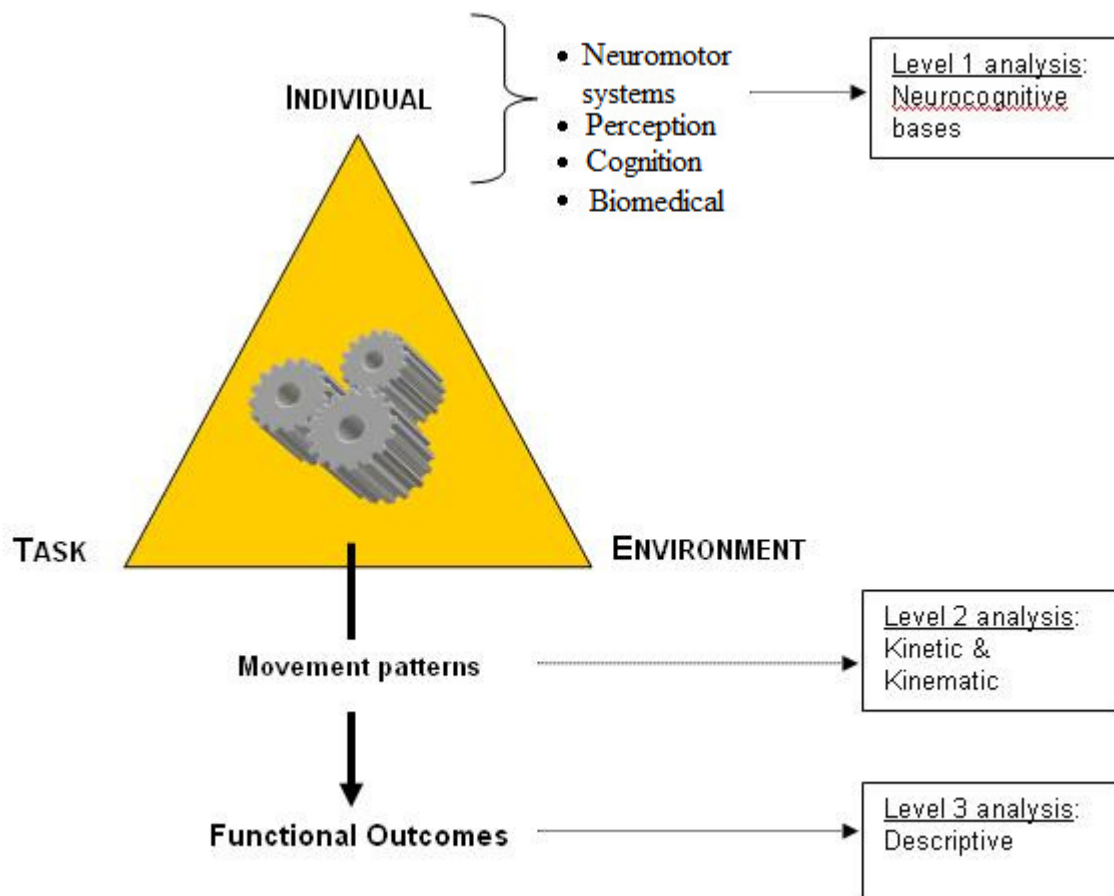 INDIVIDUAL
• Neuromotor
systems
• Perception
• Cognition
• Biomedical
Level 1 analysis:
Neurocognitive
bases
TASK
ENVIRONMENT
Movement patterns
Level 2 analysis:
Kinetic &
Kinematic
Functional Outcomes
Level 3 analysis:
Descriptive